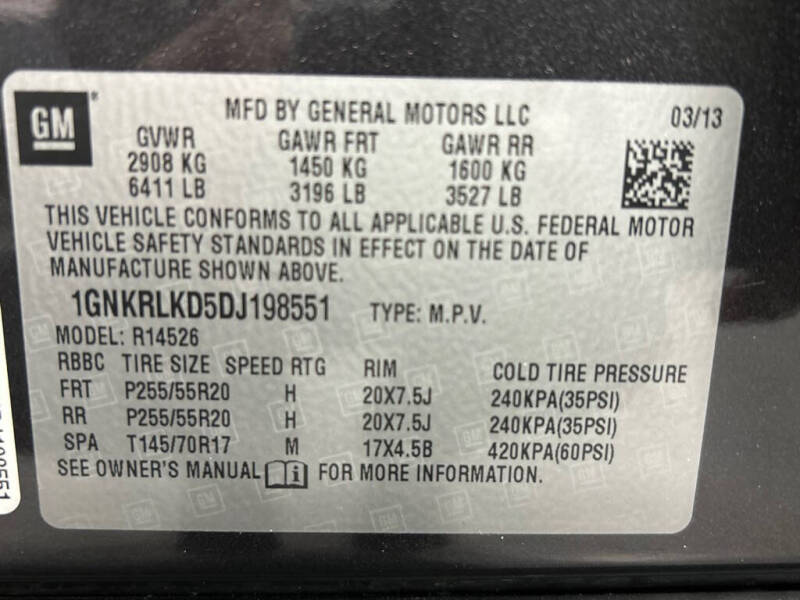 GM
MFD BY GENERAL MOTORS LLC 03/13
GVWR GAWR FRT GAWR RR
2908 KG 1450 KG 1600 KG
6411 LB 3196 LB 3527 LB
THIS VEHICLE CONFORMS TO ALL APPLICABLE U.S. FEDERAL MOTOR
VEHICLE SAFETY STANDARDS IN EFFECT ON THE DATE OF
MANUFACTURE SHOWN ABOVE.
1GNKRLKD5DJ198551 TYPE: M.P.V.
MODEL: R14526
RBBC TIRE SIZE SPEED RTG RIM COLD TIRE PRESSURE
FRT P255/55R20 H 20X7.5J 240KPA(35PSI)
RR P255/55R20 H 20X7.5J 240KPA(35PSI)
SPA T145/70R17 M 17X4.5B 420KPA(60PSI)
SEE OWNER'S MANUAL i FOR MORE INFORMATION.